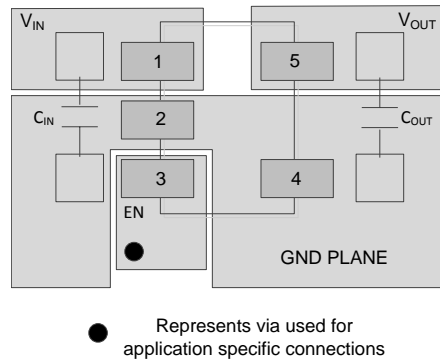 VIN
VOUT
1
5
CIN
2
COUT
3
4
EN
GND PLANE
Represents via used for
application specific connections